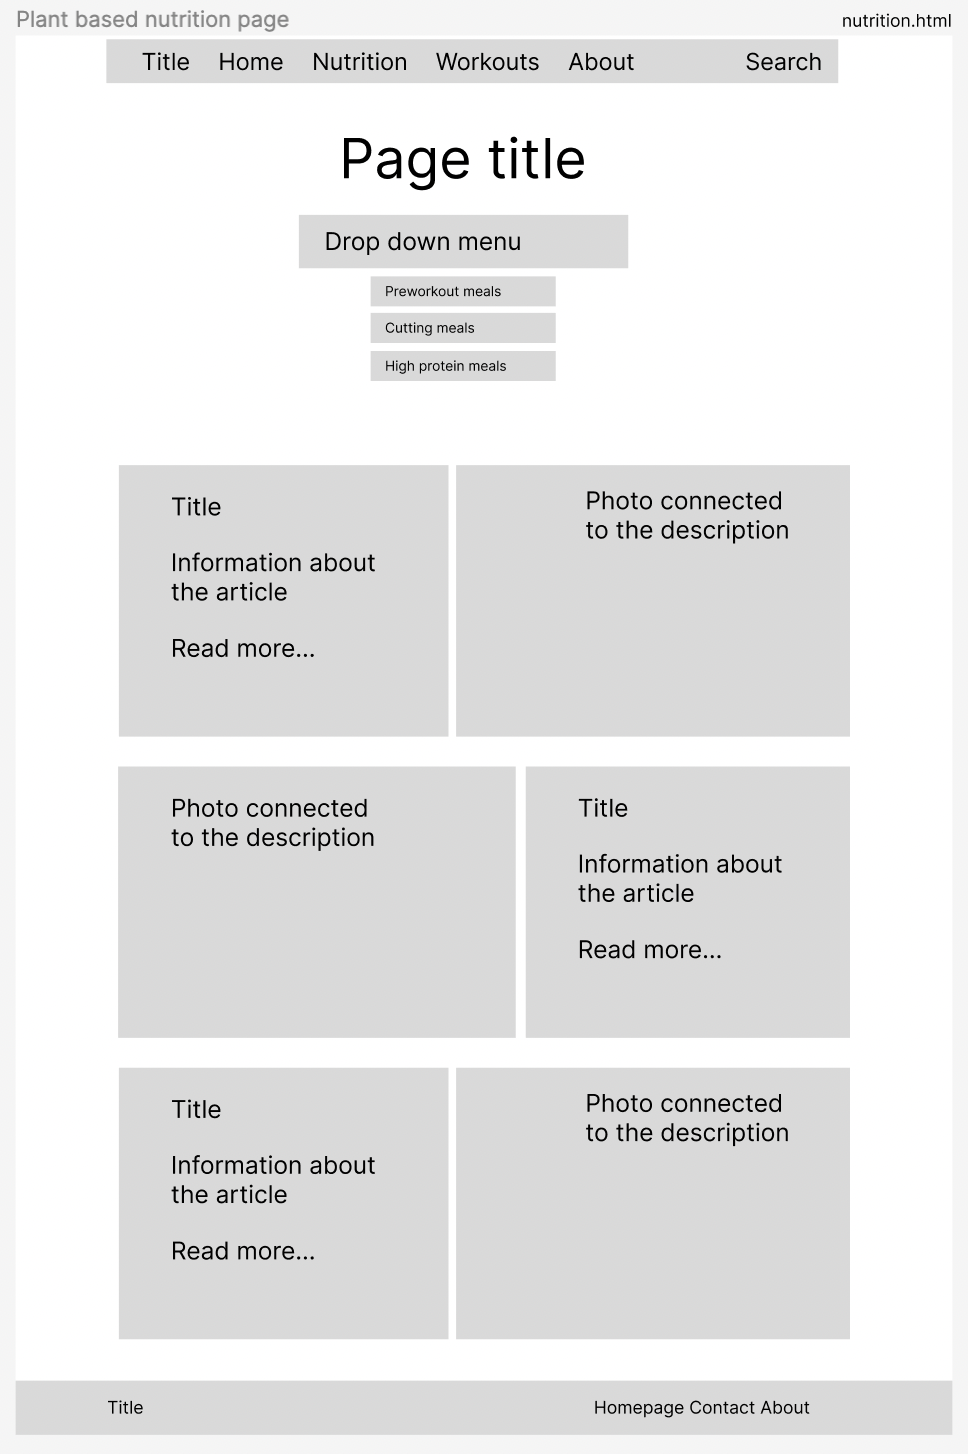 Plant based nutrition page
nutrition.html
Title Home Nutrition Workouts About Search
Page title
Drop down menu
Preworkout meals
Cutting meals
High protein meals
Title
Information about
the article
Read more...
Photo connected
to the description
Photo connected
to the description
Title
Information about
the article
Read more...
Title
Information about
the article
Read more...
Photo connected
to the description
Title
Homepage Contact About